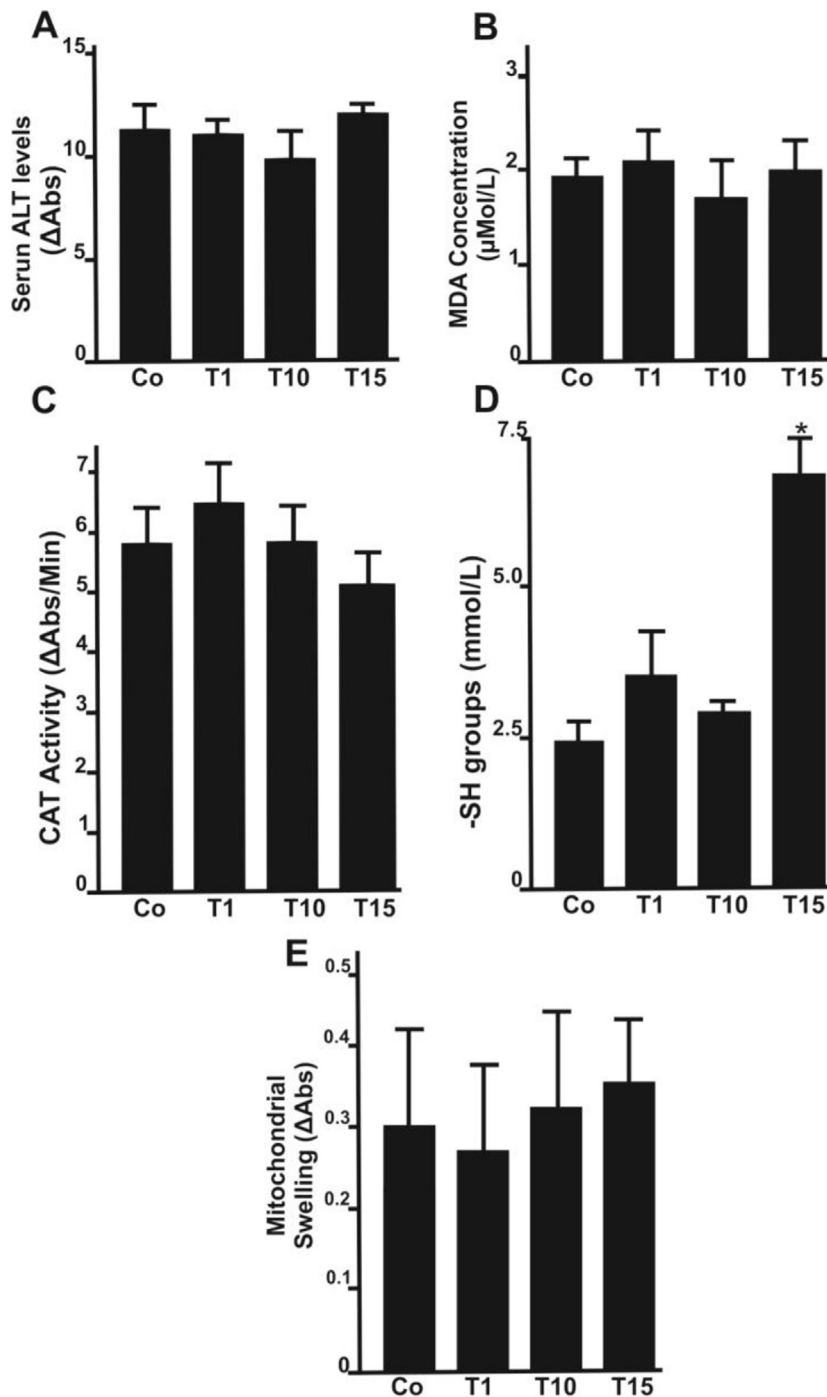 A
Serun ALT levels
(ΔAbs)
15
10
5
0
Co T1 T10 T15
B
MDA Concentration
(µMol/L)
3
2
1
0
Co T1 T10 T15
C
CAT Activity (ΔAbs/Min)
7
6
5
4
3
2
1
0
Co T1 T10 T15
D
-SH groups (mmol/L)
7.5
5.0
2.5
0
*
Co T1 T10 T15
E
Mitochondrial
Swelling (ΔAbs)
0.5
0.4
0.3
0.2
0.1
0
Co T1 T10 T15